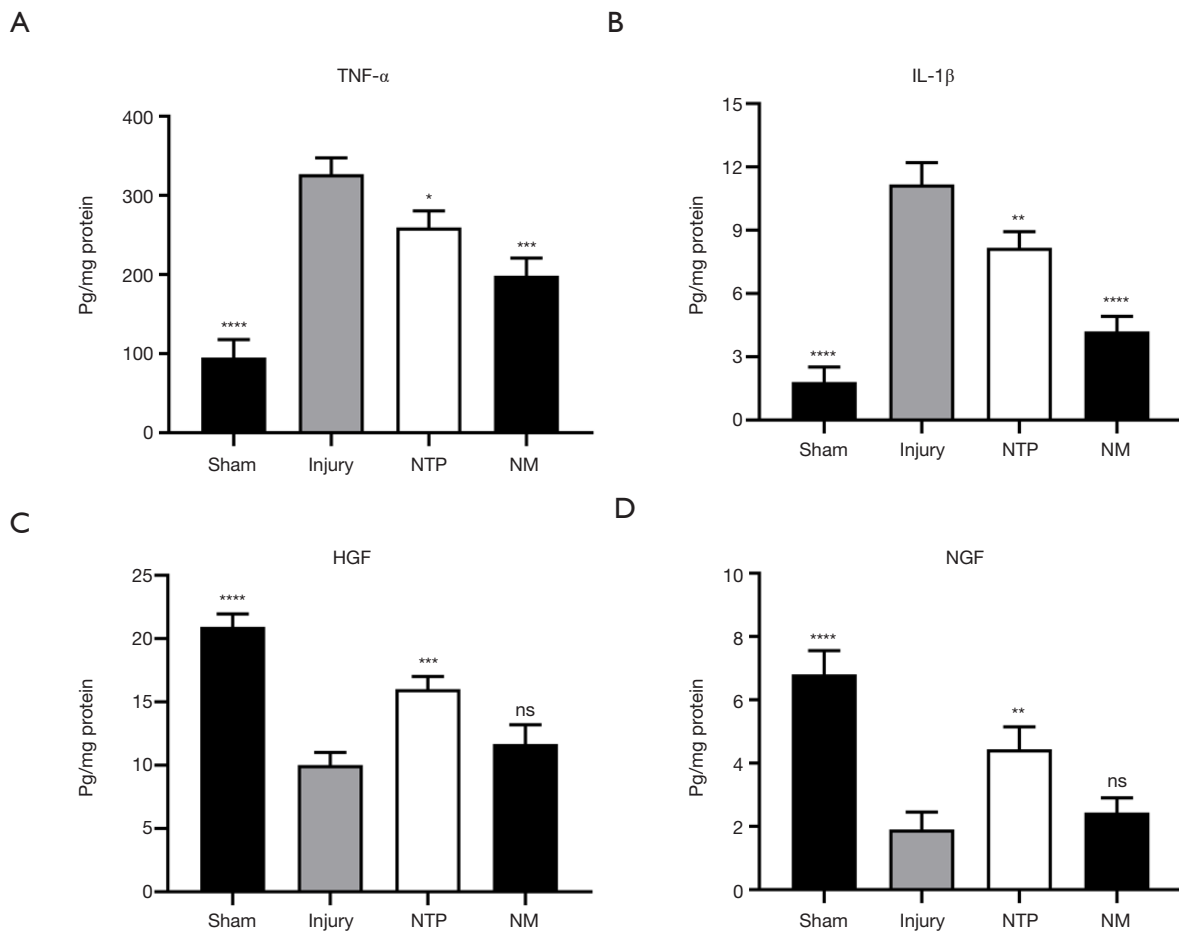 A
TNF-α
Pg/mg protein
400
300
200
100
0
****
*
***
Sham Injury NTP NM
B
IL-1β
Pg/mg protein
15
12
9
6
3
0
****
**
****
Sham Injury NTP NM
C
HGF
Pg/mg protein
25
20
15
10
5
0
****
***
ns
Sham Injury NTP NM
D
NGF
Pg/mg protein
10
8
6
4
2
0
****
**
ns
Sham Injury NTP NM